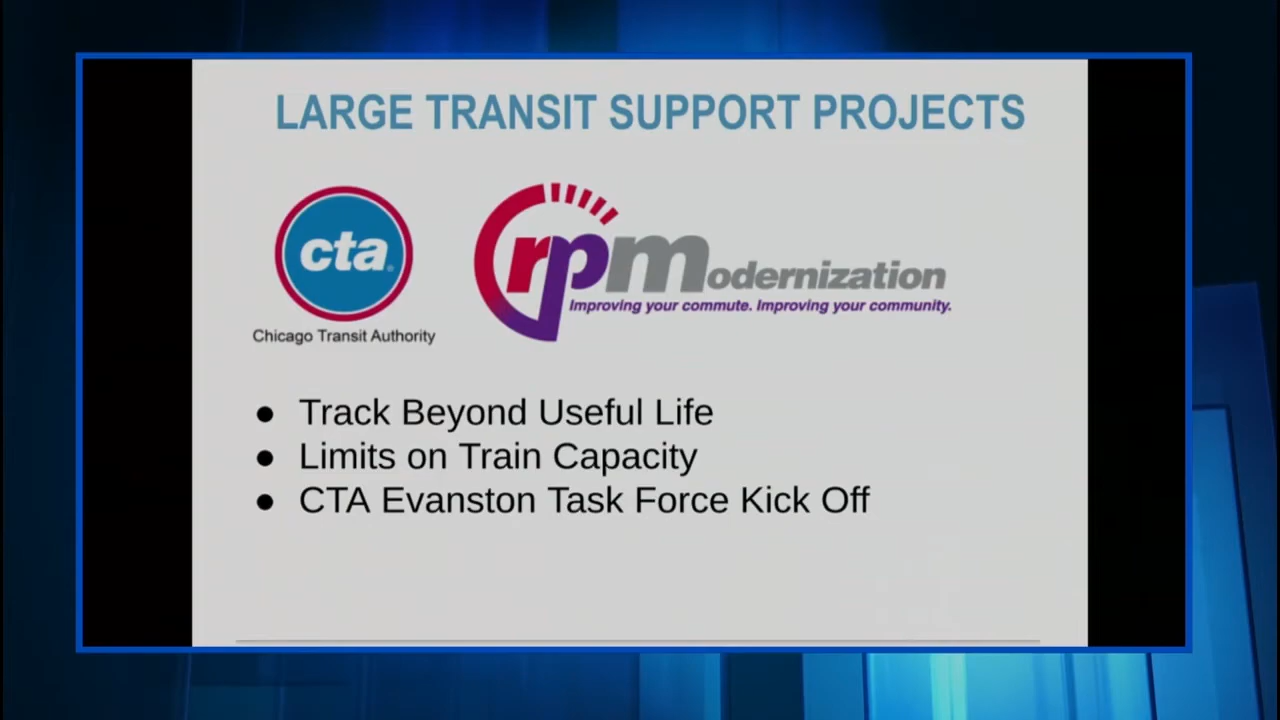 LARGE TRANSIT SUPPORT PROJECTS
cta
Chicago Transit Authority
rpmodernization
Improving your commute. Improving your community.
● Track Beyond Useful Life
● Limits on Train Capacity
● CTA Evanston Task Force Kick Off